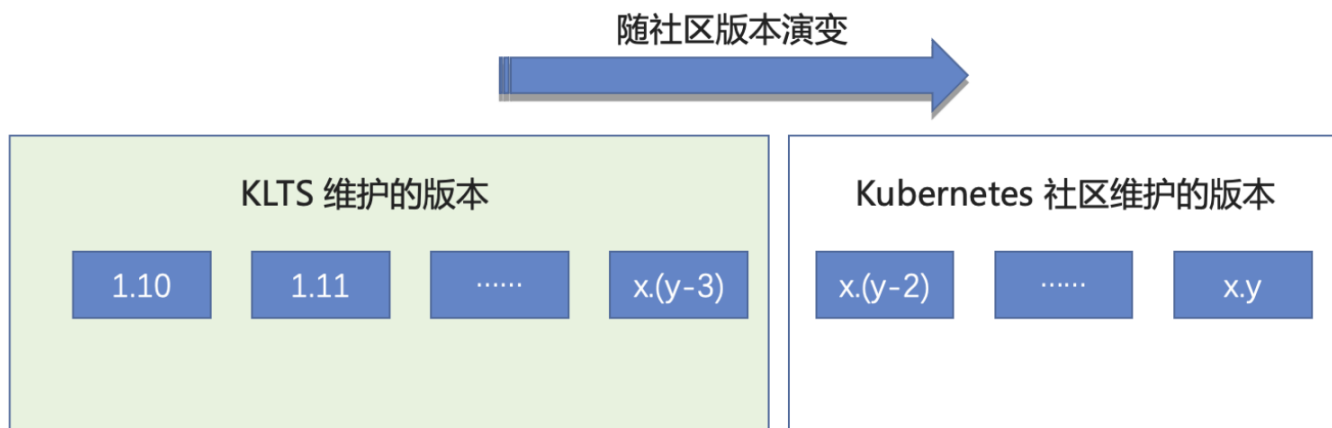 随社区版本演变
KLTS 维护的版本
Kubernetes 社区维护的版本
1.10
1.11
……
x.(y-3)
x.(y-2)
……
x.y